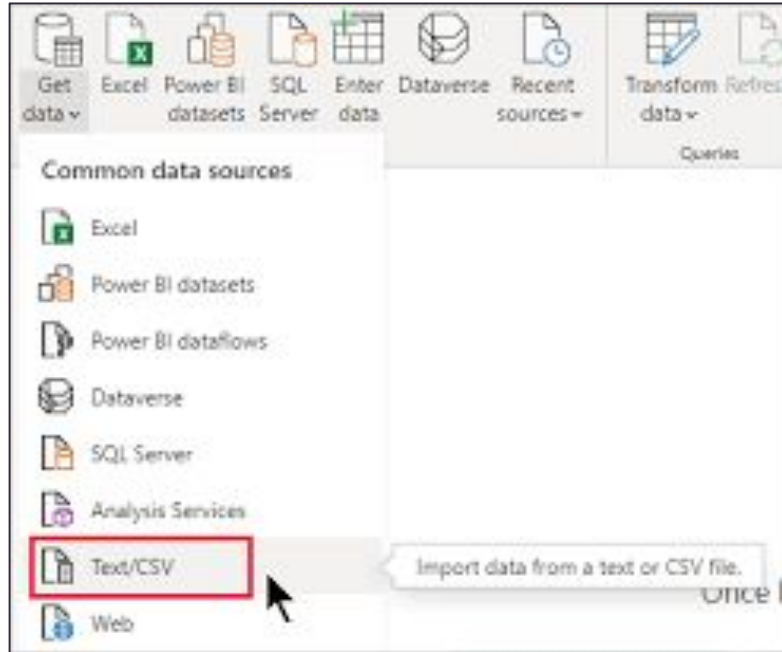 Get data
Excel
Power BI datasets
SQL Server
Enter data
Dataverse
Recent sources
Transform data
Refres
Queries
Common data sources
Excel
Power BI datasets
Power BI dataflows
Dataverse
SQL Server
Analysis Services
Text/CSV
Import data from a text or CSV file.
Once
Web